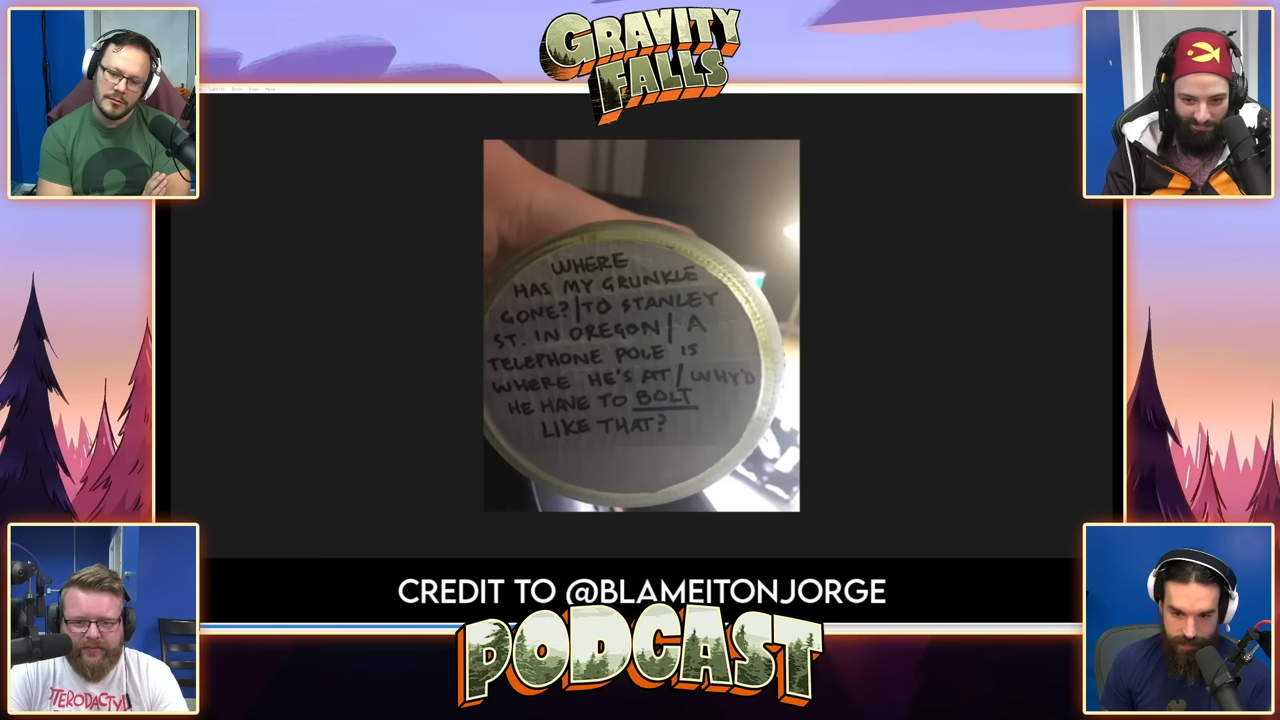 GRAVITY
FALLS
WHERE
HAS MY GRUNKLE
GONE?/TO STANLEY
ST. IN OREGON/A
TELEPHONE POLE IS
WHERE HE'S AT/WHY'D
HE HAVE TO BOLT
LIKE THAT?
CREDIT TO @BLAMEITONJORGE
PODCAST